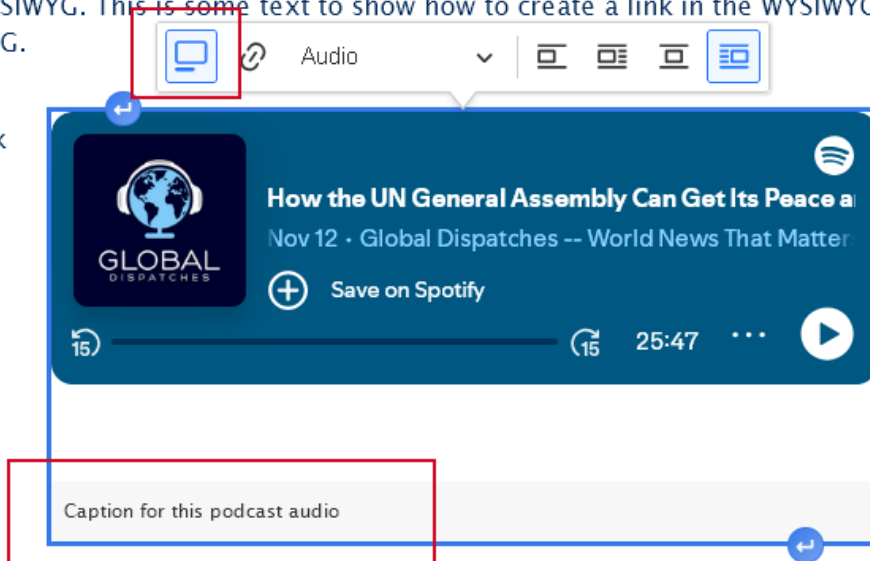 SIWYG. This is some text to show how to create a link in the WYSIWYG
G.
Audio
k
How the UN General Assembly Can Get Its Peace a
Nov 12 · Global Dispatches -- World News That Matter
GLOBAL
DISPATCHES
Save on Spotify
15
15
25:47
Caption for this podcast audio